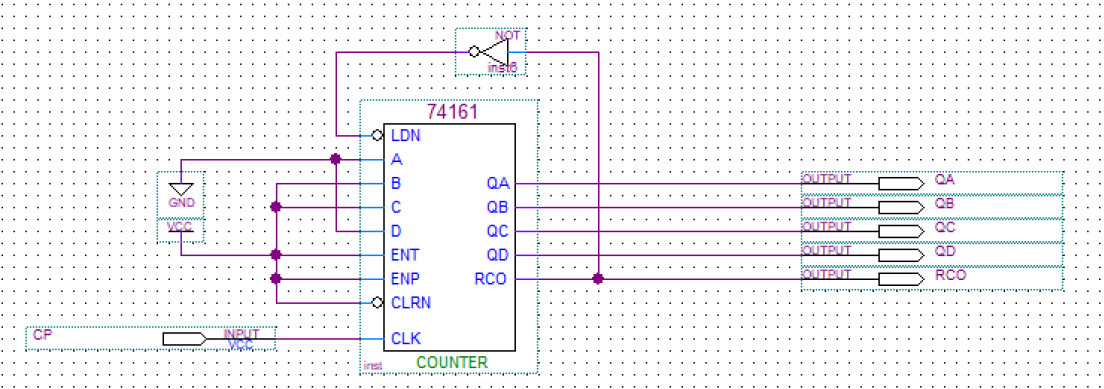 NOT
inst6
74161
LDN
A
B QA OUTPUT QA
GND
C QB OUTPUT QB
VCC
D QC OUTPUT QC
ENT QD OUTPUT QD
ENP RCO OUTPUT RCO
CLRN
CP INPUT CLK
VCC
inst COUNTER